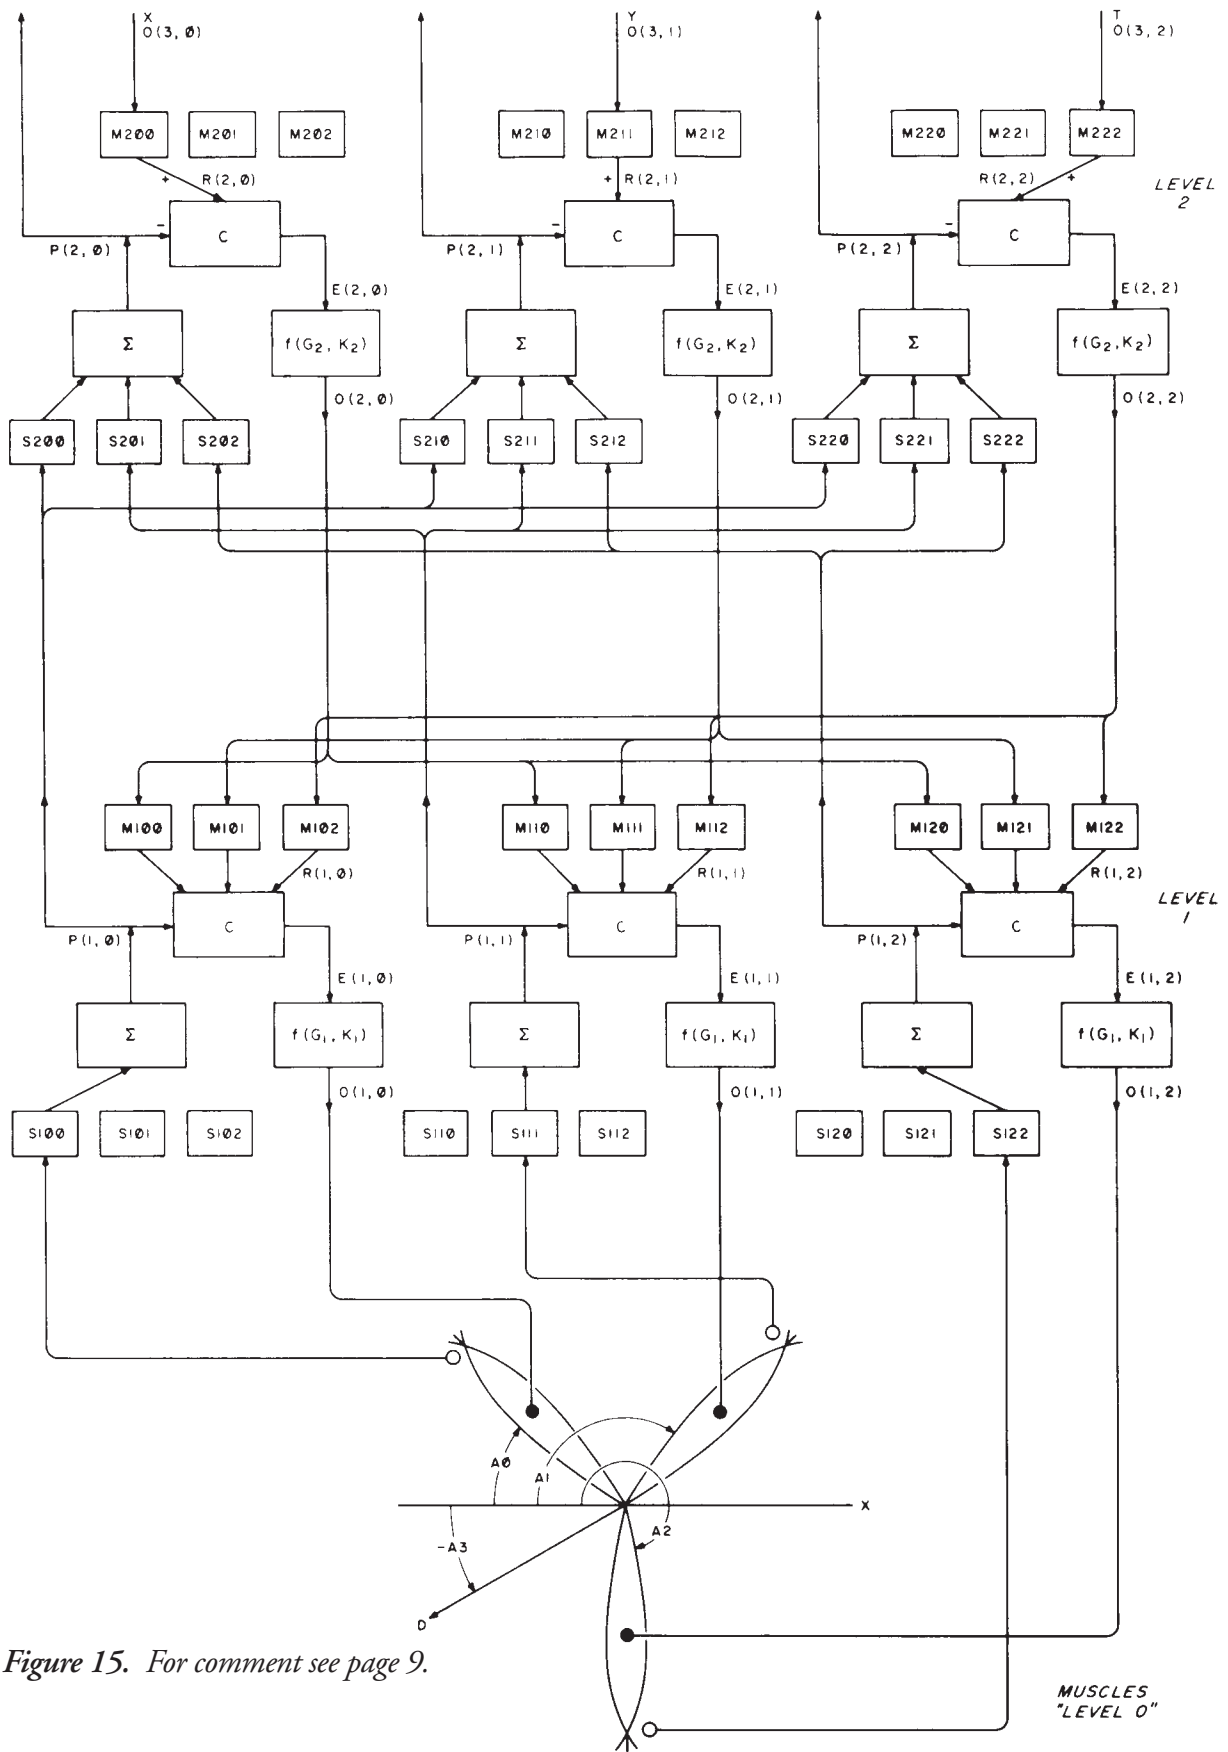 X Y T
O(3,0) O(3,1) O(3,2)
M200 M201 M202 M210 M211 M212 M220 M221 M222
+ R(2,0) + R(2,1) R(2,2) +
LEVEL
2
- C - C - C
P(2,0) P(2,1) P(2,2)
E(2,0) E(2,1) E(2,2)
Σ f(G2,K2) Σ f(G2,K2) Σ f(G2,K2)
O(2,0) O(2,1) O(2,2)
S200 S201 S202 S210 S211 S212 S220 S221 S222
M100 M101 M102 M110 M111 M112 M120 M121 M122
R(1,0) R(1,1) R(1,2)
LEVEL
1
C C C
P(1,0) P(1,1) P(1,2)
E(1,0) E(1,1) E(1,2)
Σ f(G1,K1) Σ f(G1,K1) Σ f(G1,K1)
O(1,0) O(1,1) O(1,2)
S100 S101 S102 S110 S111 S112 S120 S121 S122
A0
A1
X
A2
-A3
D
Figure 15. For comment see page 9.
MUSCLES
"LEVEL 0"